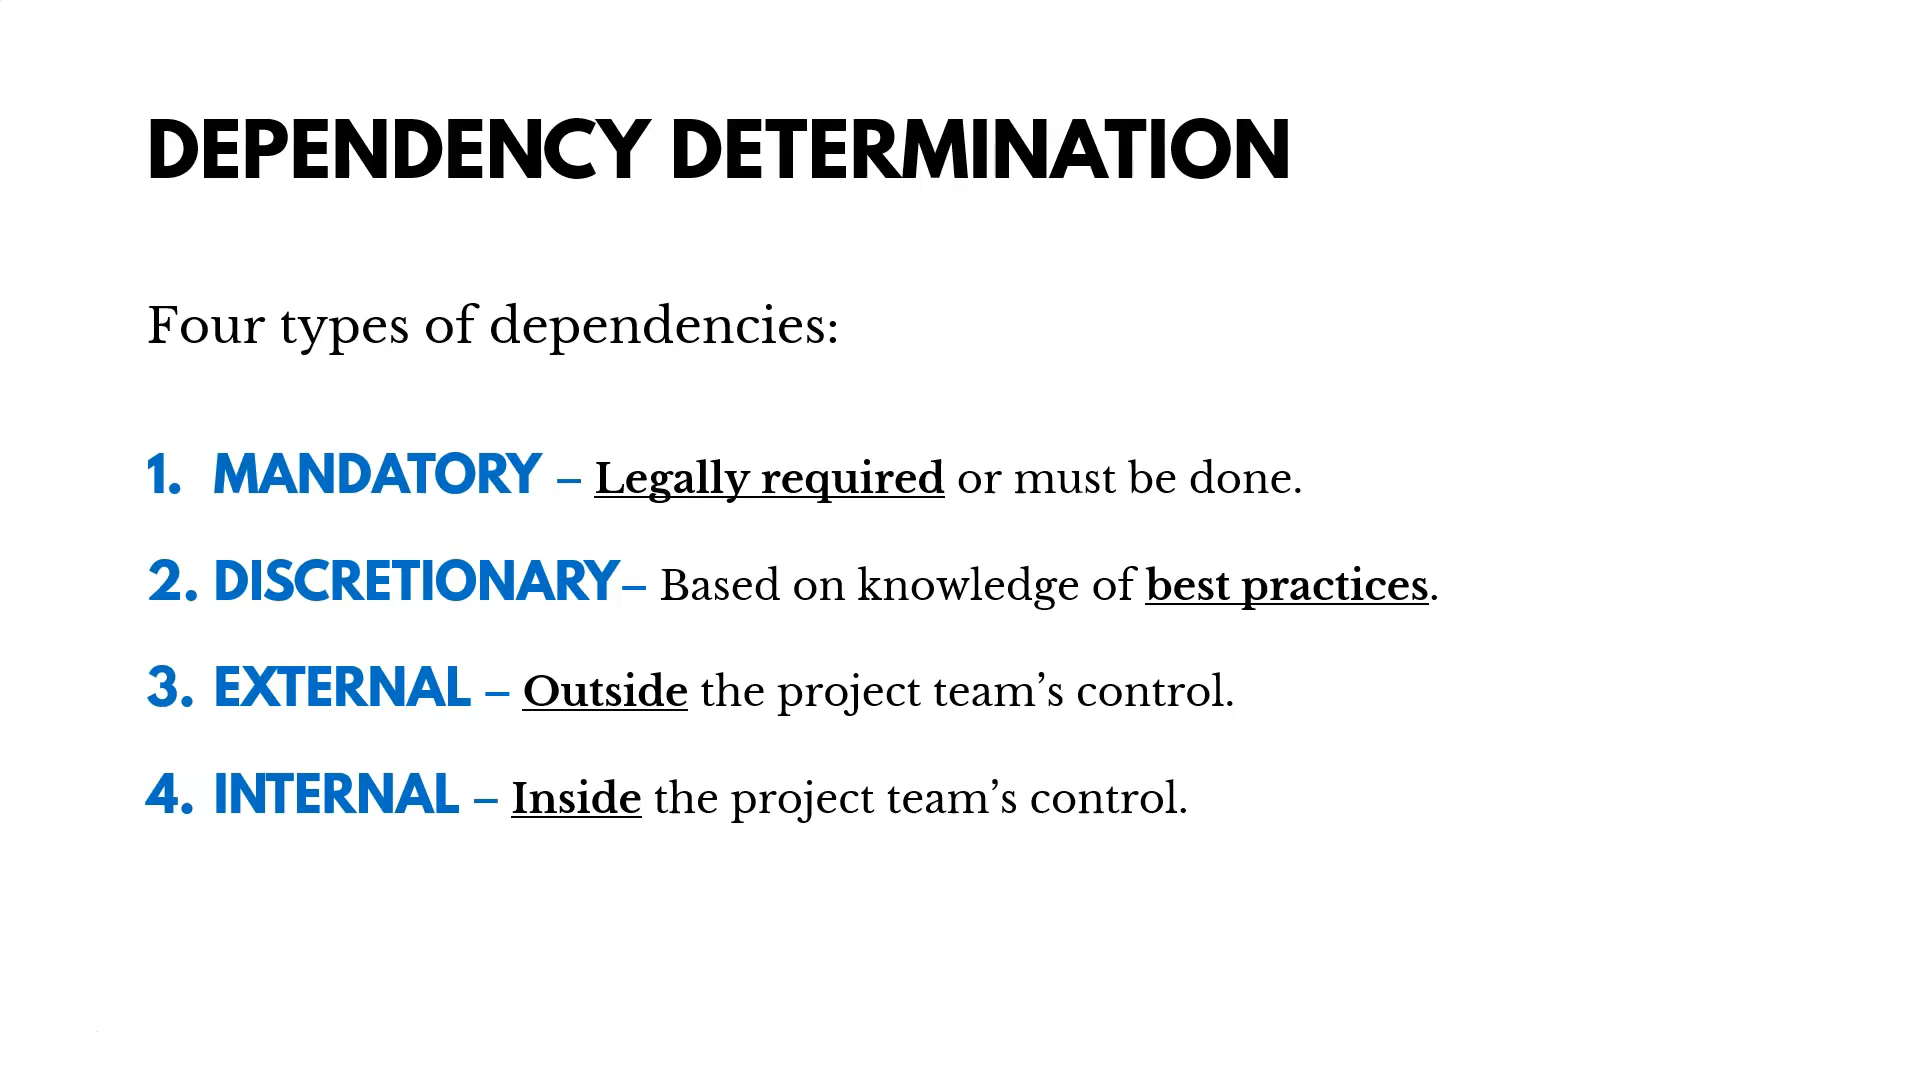 DEPENDENCY DETERMINATION
Four types of dependencies:
1. MANDATORY – Legally required or must be done.
2. DISCRETIONARY– Based on knowledge of best practices.
3. EXTERNAL – Outside the project team’s control.
4. INTERNAL – Inside the project team’s control.